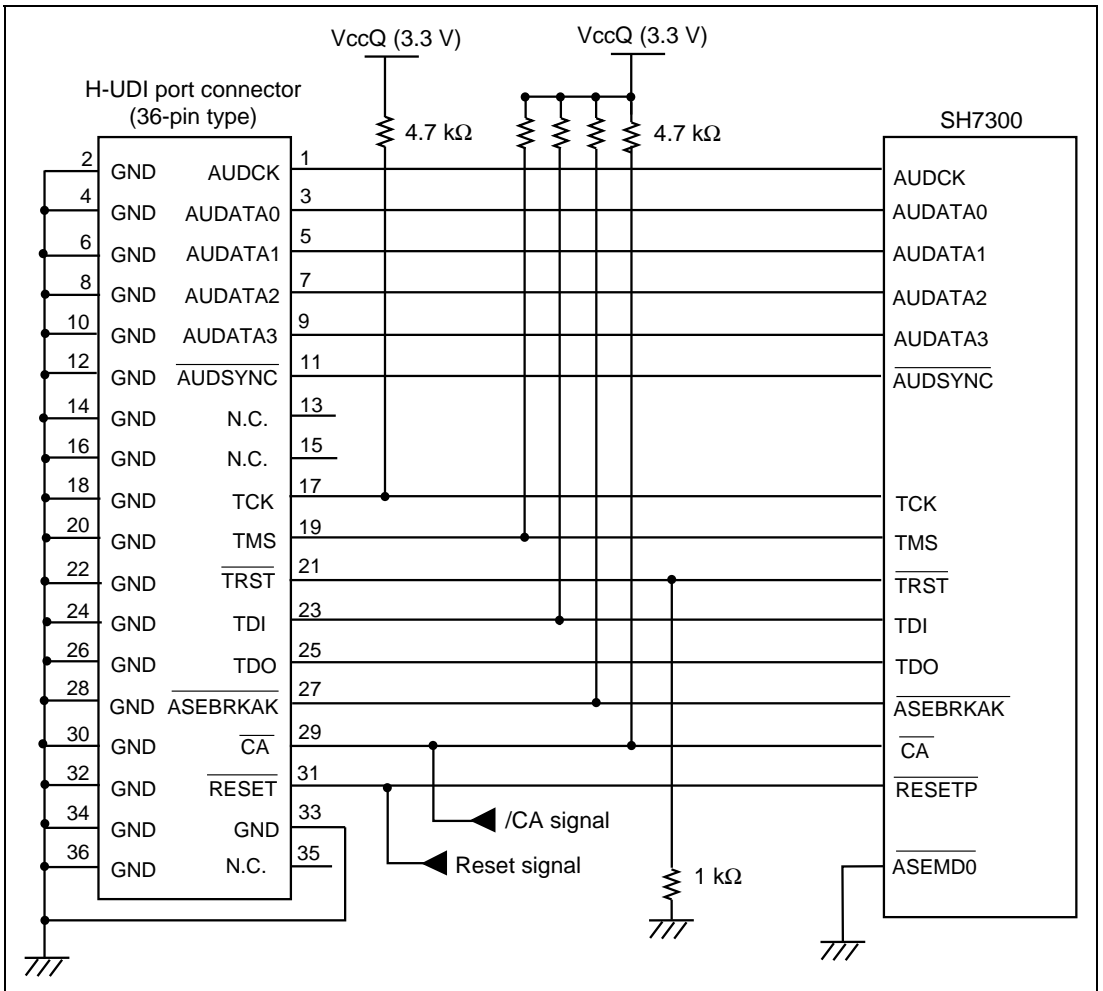 VccQ (3.3 V) VccQ (3.3 V)
H-UDI port connector
(36-pin type)
4.7 kΩ 4.7 kΩ
SH7300
2 GND AUDCK 1 AUDCK
4 GND AUDATA0 3 AUDATA0
6 GND AUDATA1 5 AUDATA1
8 GND AUDATA2 7 AUDATA2
10 GND AUDATA3 9 AUDATA3
12 GND AUDSYNC 11 AUDSYNC
14 GND N.C. 13
16 GND N.C. 15
18 GND TCK 17 TCK
20 GND TMS 19 TMS
22 GND TRST 21 TRST
24 GND TDI 23 TDI
26 GND TDO 25 TDO
28 GND ASEBRKAK 27 ASEBRKAK
30 GND CA 29 CA
32 GND RESET 31 RESETP
34 GND GND 33
/CA signal
36 GND N.C. 35
Reset signal
ASEMD0
1 kΩ